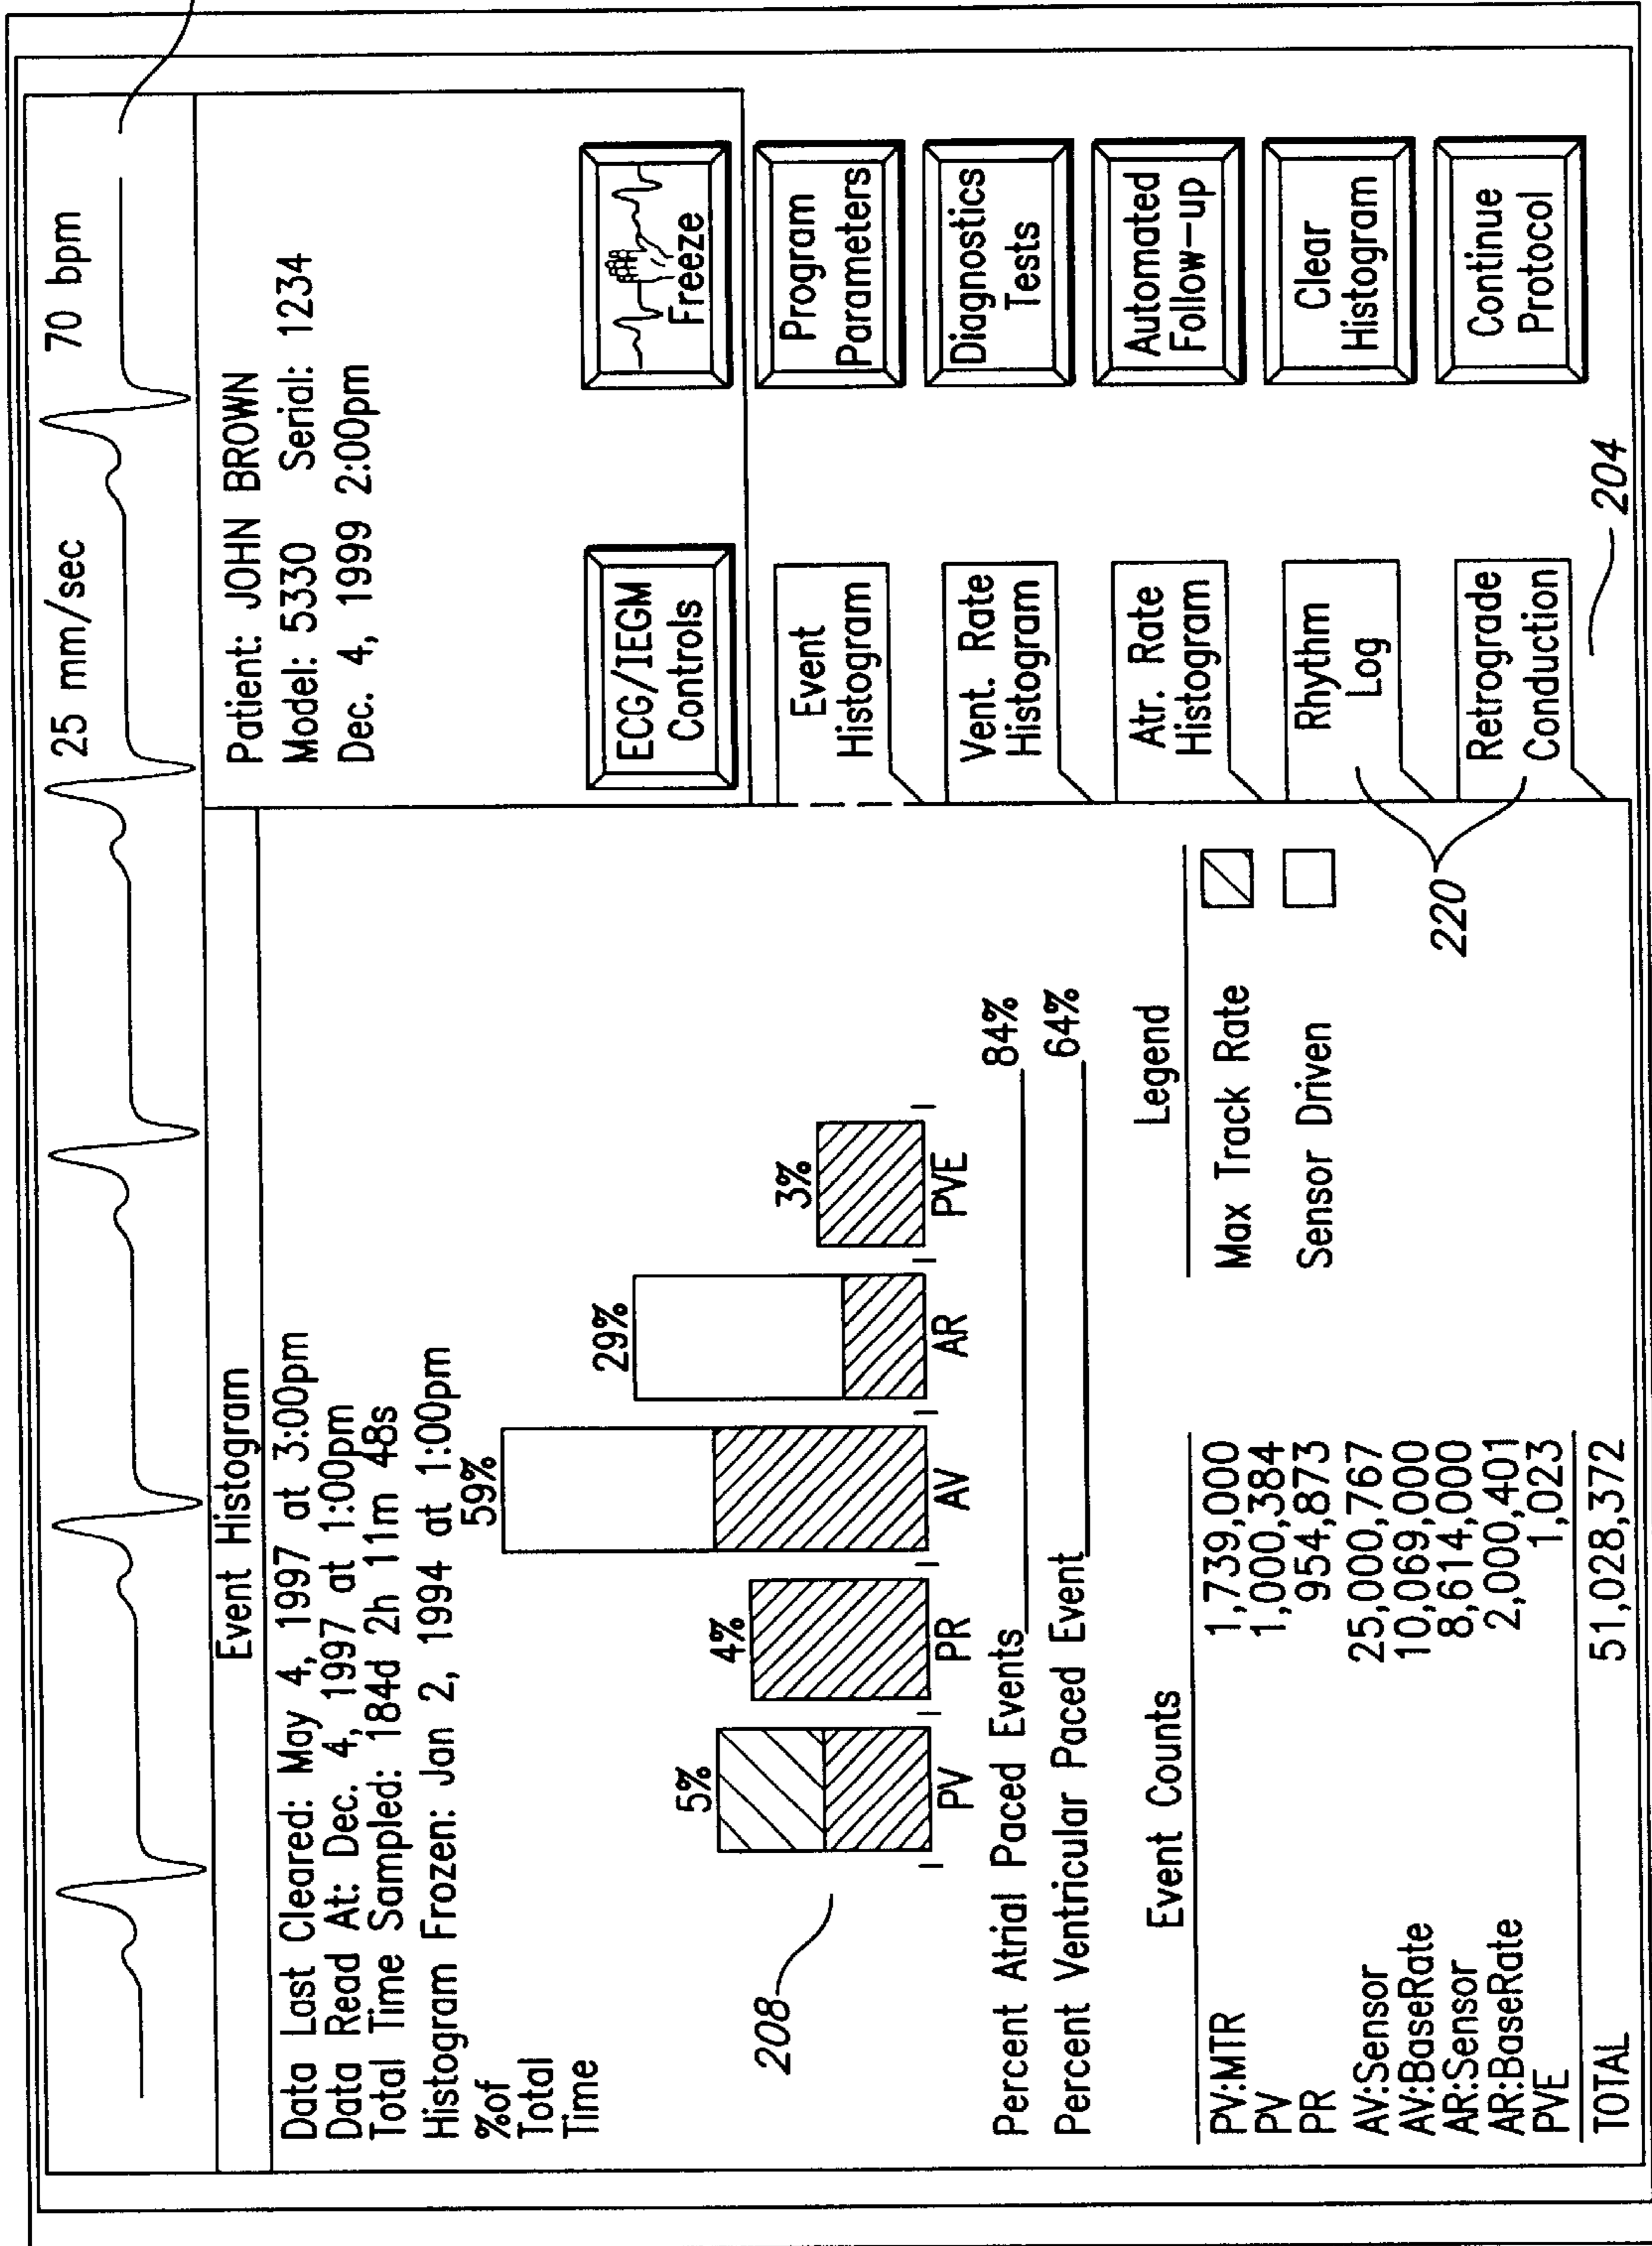 25 mm/sec 70 bpm
Event Histogram
Data Last Cleared: May 4, 1997 at 3:00pm
Data Read At: Dec. 4, 1997 at 1:00pm
Total Time Sampled: 184d 2h 11m 48s
Histogram Frozen: Jan 2, 1994 at 1:00pm
%of
Total
Time
5%
4%
59%
29%
3%
PV PR AV AR PVE
208
Percent Atrial Paced Events 84%
Percent Ventricular Paced Event 64%
Event Counts
PV:MTR 1,739,000
PV 1,000,384
PR 954,873
AV:Sensor 25,000,767
AV:BaseRate 10,069,000
AR:Sensor 8,614,000
AR:BaseRate 2,000,401
PVE 1,023
TOTAL 51,028,372
Legend
Max Track Rate
Sensor Driven
220
Patient: JOHN BROWN
Model: 5330 Serial: 1234
Dec. 4, 1999 2:00pm
ECG/IEGM
Controls
Freeze
Event
Histogram
Program
Parameters
Vent. Rate
Histogram
Diagnostics
Tests
Atr. Rate
Histogram
Automated
Follow-up
Rhythm
Log
Clear
Histogram
Retrograde
Conduction
Continue
Protocol
204